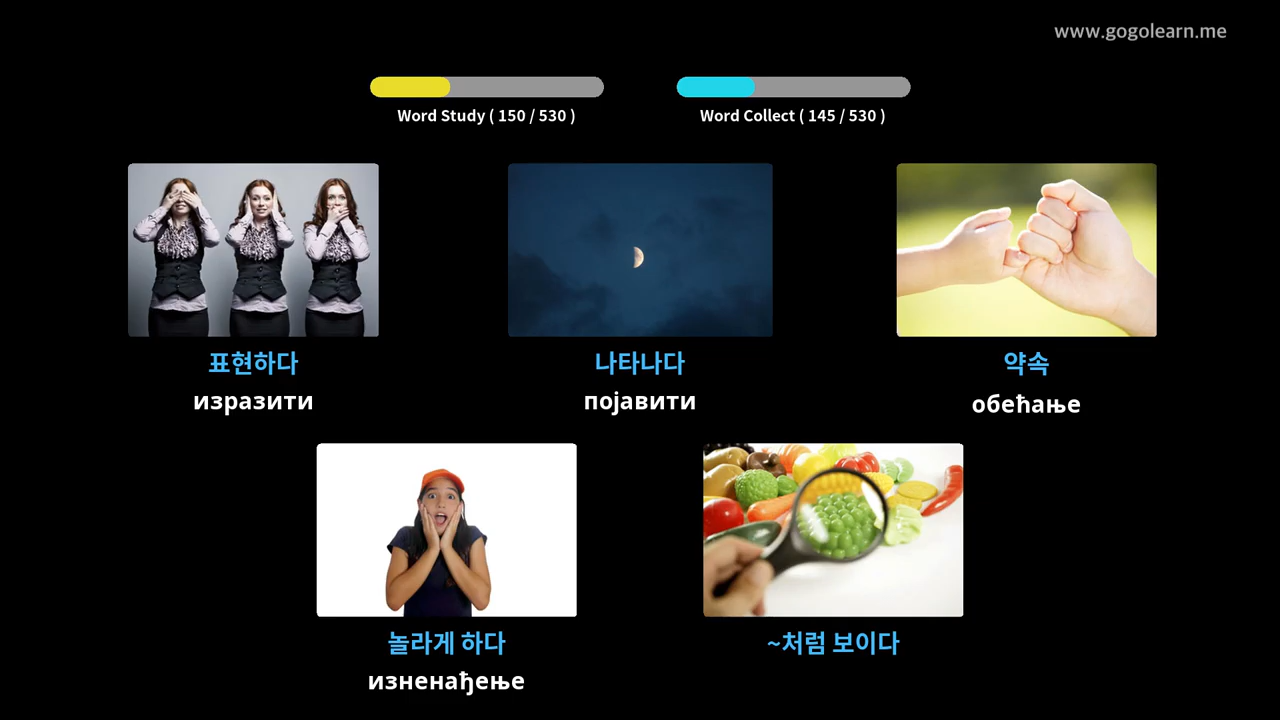 www.gogolearn.me
Word Study ( 150 / 530 )
Word Collect ( 145 / 530 )
표현하다
изразити
나타나다
појавити
약속
обећање
놀라게 하다
изненађење
~처럼 보이다